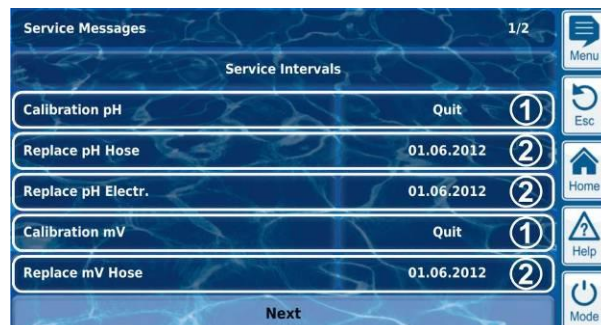 Service Messages 1/2
Menu
Service Intervals
Calibration pH Quit 1
Esc
Replace pH Hose 01.06.2012 2
Replace pH Electr. 01.06.2012 2
Home
Calibration mV Quit 1
Help
Replace mV Hose 01.06.2012 2
Next
Mode